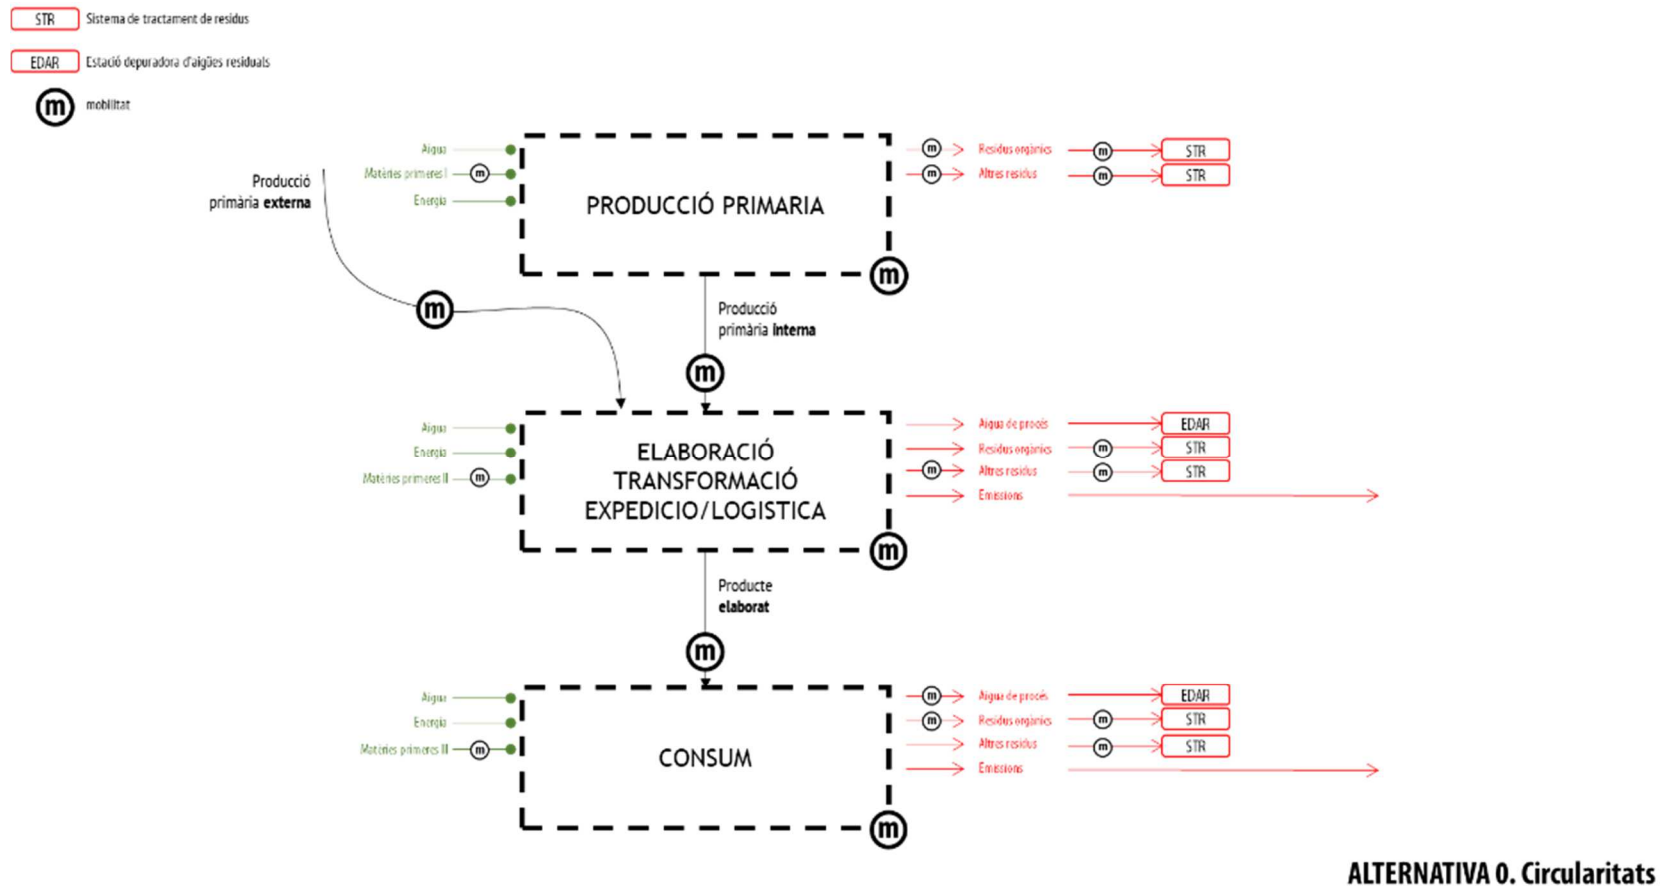 STR Sistema de tractament de residus
EDAR Estació depuradora d'aigües residuals
m mobilitat
Producció
primària externa
m
Aigua
Matèries primeres I m
Energia
PRODUCCIÓ PRIMARIA
m
m Residus orgànics m STR
m Altres residus m STR
Producció
primària interna
m
Aigua
Energia
Matèries primeres II m
ELABORACIÓ
TRANSFORMACIÓ
EXPEDICIO/LOGISTICA
m
Aigua de procés EDAR
Residus orgànics m STR
m Altres residus m STR
Emissions
Producte
elaborat
m
Aigua
Energia
Matèries primeres III m
CONSUM
m
m Aigua de procés EDAR
m Residus orgànics m STR
Altres residus m STR
Emissions
ALTERNATIVA 0. Circularitats